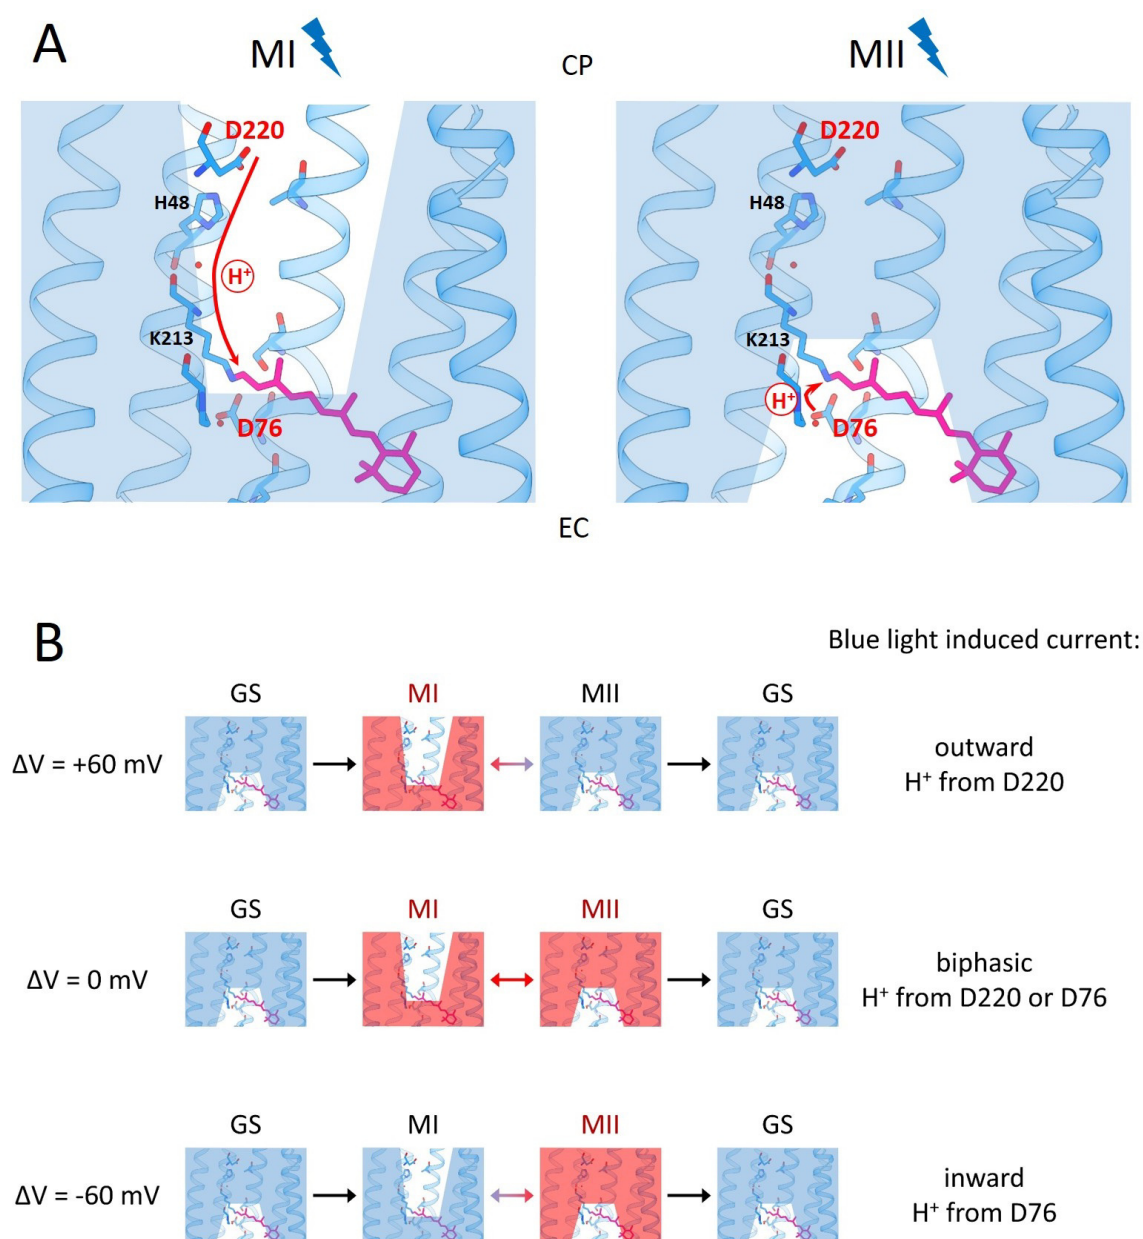 A
MI
CP
MII
D220
H48
H⁺
K213
D76
D220
H48
K213
H⁺
D76
EC
B
Blue light induced current:
GS
MI
MII
GS
ΔV = +60 mV
outward
H⁺ from D220
GS
MI
MII
GS
ΔV = 0 mV
biphasic
H⁺ from D220 or D76
GS
MI
MII
GS
ΔV = -60 mV
inward
H⁺ from D76